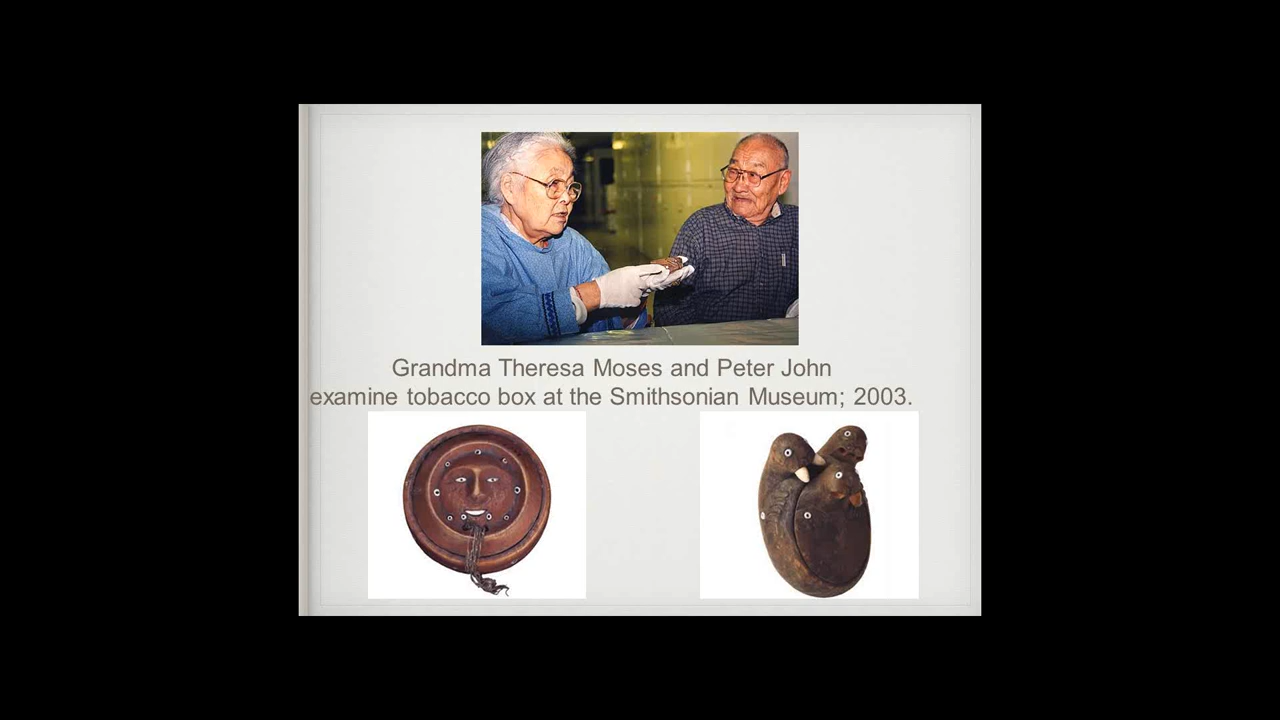 Grandma Theresa Moses and Peter John
examine tobacco box at the Smithsonian Museum; 2003.